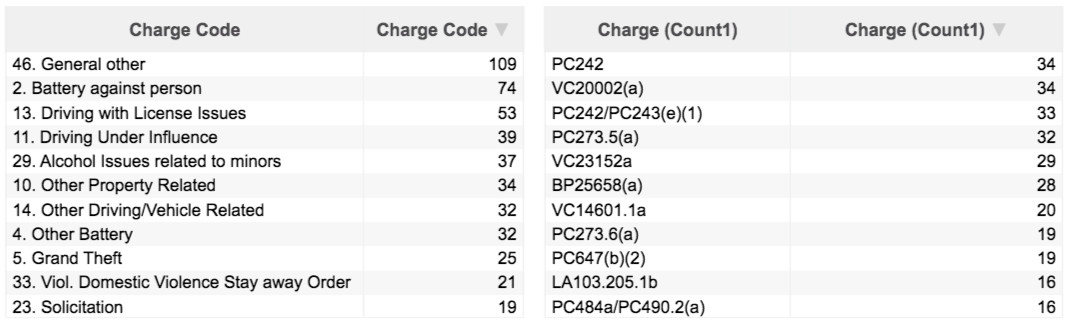 Charge Code Charge Code ▼
46. General other 109
2. Battery against person 74
13. Driving with License Issues 53
11. Driving Under Influence 39
29. Alcohol Issues related to minors 37
10. Other Property Related 34
14. Other Driving/Vehicle Related 32
4. Other Battery 32
5. Grand Theft 25
33. Viol. Domestic Violence Stay away Order 21
23. Solicitation 19
Charge (Count1) Charge (Count1) ▼
PC242 34
VC20002(a) 34
PC242/PC243(e)(1) 33
PC273.5(a) 32
VC23152a 29
BP25658(a) 28
VC14601.1a 20
PC273.6(a) 19
PC647(b)(2) 19
LA103.205.1b 16
PC484a/PC490.2(a) 16